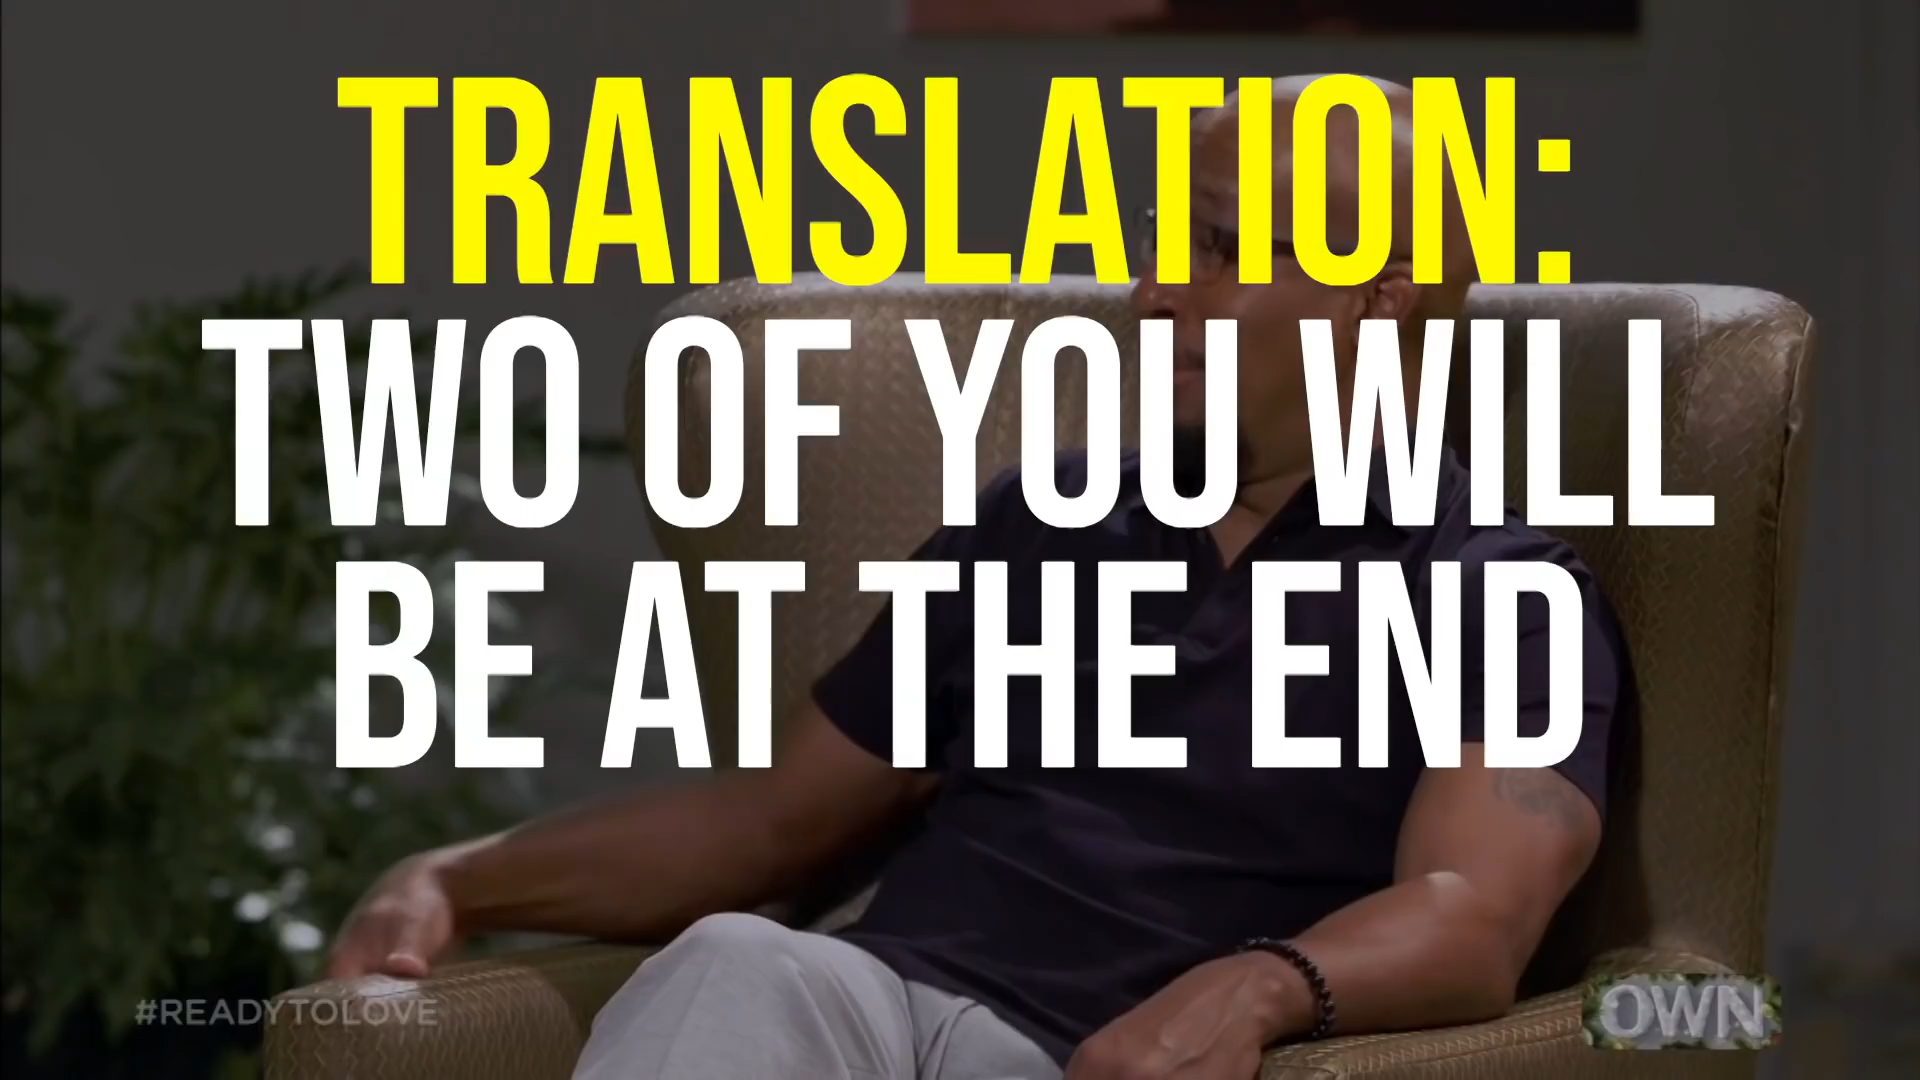 TRANSLATION:
TWO OF YOU WILL
BE AT THE END
#READYTOLOVE
OWN